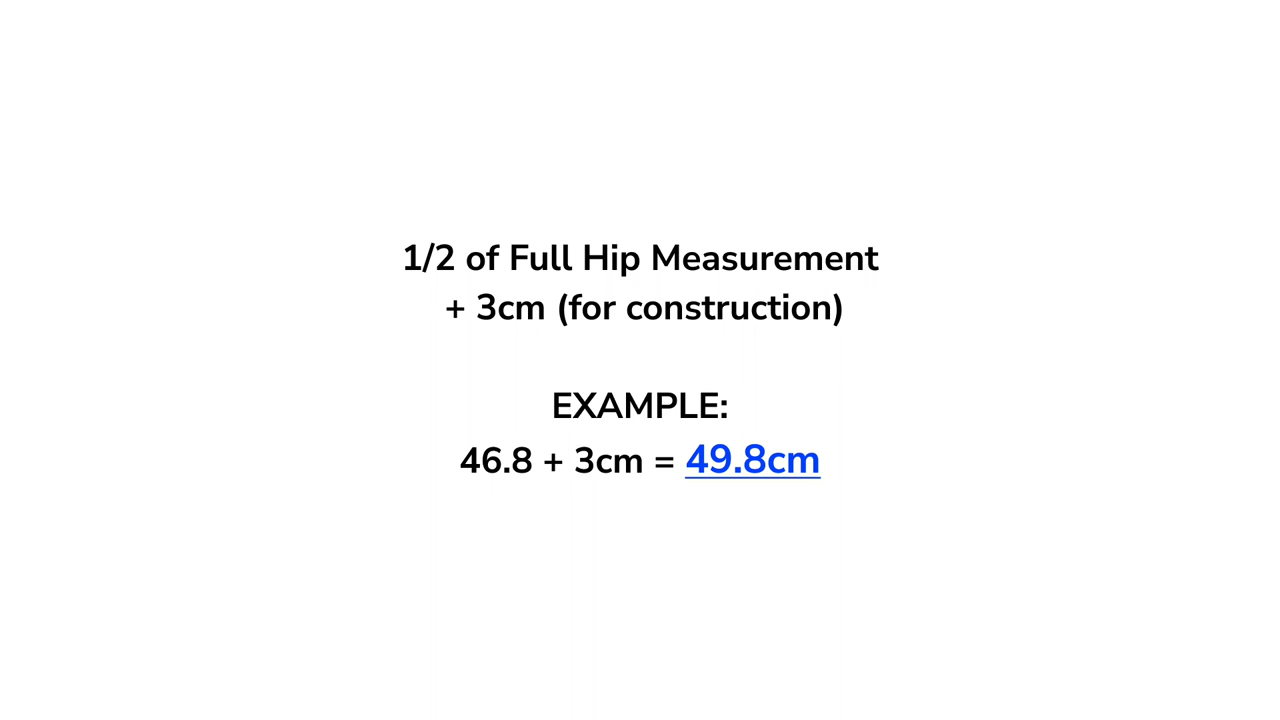 1/2 of Full Hip Measurement
+ 3cm (for construction)
EXAMPLE:
46.8 + 3cm = 49.8cm